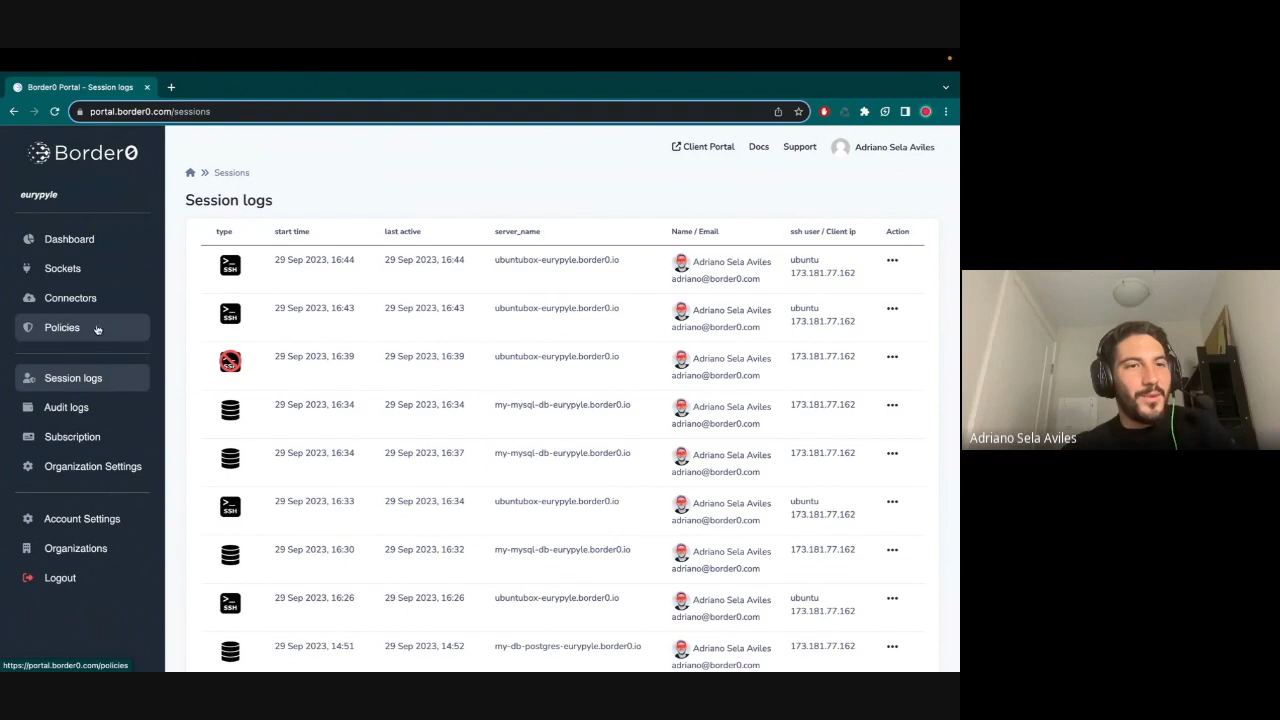 Border0 Portal - Session logs
portal.border0.com/sessions
Border0
eurypyle
Dashboard
Sockets
Connectors
Policies
Session logs
Audit logs
Subscription
Organization Settings
Account Settings
Organizations
Logout
https://portal.border0.com/policies
Client Portal Docs Support Adriano Sela Aviles
Sessions
Session logs
type start time last active server_name Name / Email ssh user / Client ip Action
>_ SSH 29 Sep 2023, 16:44 29 Sep 2023, 16:44 ubuntubox-eurypyle.border0.io Adriano Sela Aviles ubuntu
adriano@border0.com 173.181.77.162
>_ SSH 29 Sep 2023, 16:43 29 Sep 2023, 16:43 ubuntubox-eurypyle.border0.io Adriano Sela Aviles ubuntu
adriano@border0.com 173.181.77.162
SSH 29 Sep 2023, 16:39 29 Sep 2023, 16:39 ubuntubox-eurypyle.border0.io Adriano Sela Aviles 173.181.77.162
adriano@border0.com
29 Sep 2023, 16:34 29 Sep 2023, 16:34 my-mysql-db-eurypyle.border0.io Adriano Sela Aviles 173.181.77.162
adriano@border0.com
29 Sep 2023, 16:34 29 Sep 2023, 16:37 my-mysql-db-eurypyle.border0.io Adriano Sela Aviles 173.181.77.162
adriano@border0.com
>_ SSH 29 Sep 2023, 16:33 29 Sep 2023, 16:34 ubuntubox-eurypyle.border0.io Adriano Sela Aviles ubuntu
adriano@border0.com 173.181.77.162
29 Sep 2023, 16:30 29 Sep 2023, 16:32 my-mysql-db-eurypyle.border0.io Adriano Sela Aviles 173.181.77.162
adriano@border0.com
>_ SSH 29 Sep 2023, 16:26 29 Sep 2023, 16:26 ubuntubox-eurypyle.border0.io Adriano Sela Aviles ubuntu
adriano@border0.com 173.181.77.162
29 Sep 2023, 14:51 29 Sep 2023, 14:52 my-db-postgres-eurypyle.border0.io Adriano Sela Aviles 173.181.77.162
adriano@border0.com
Adriano Sela Aviles